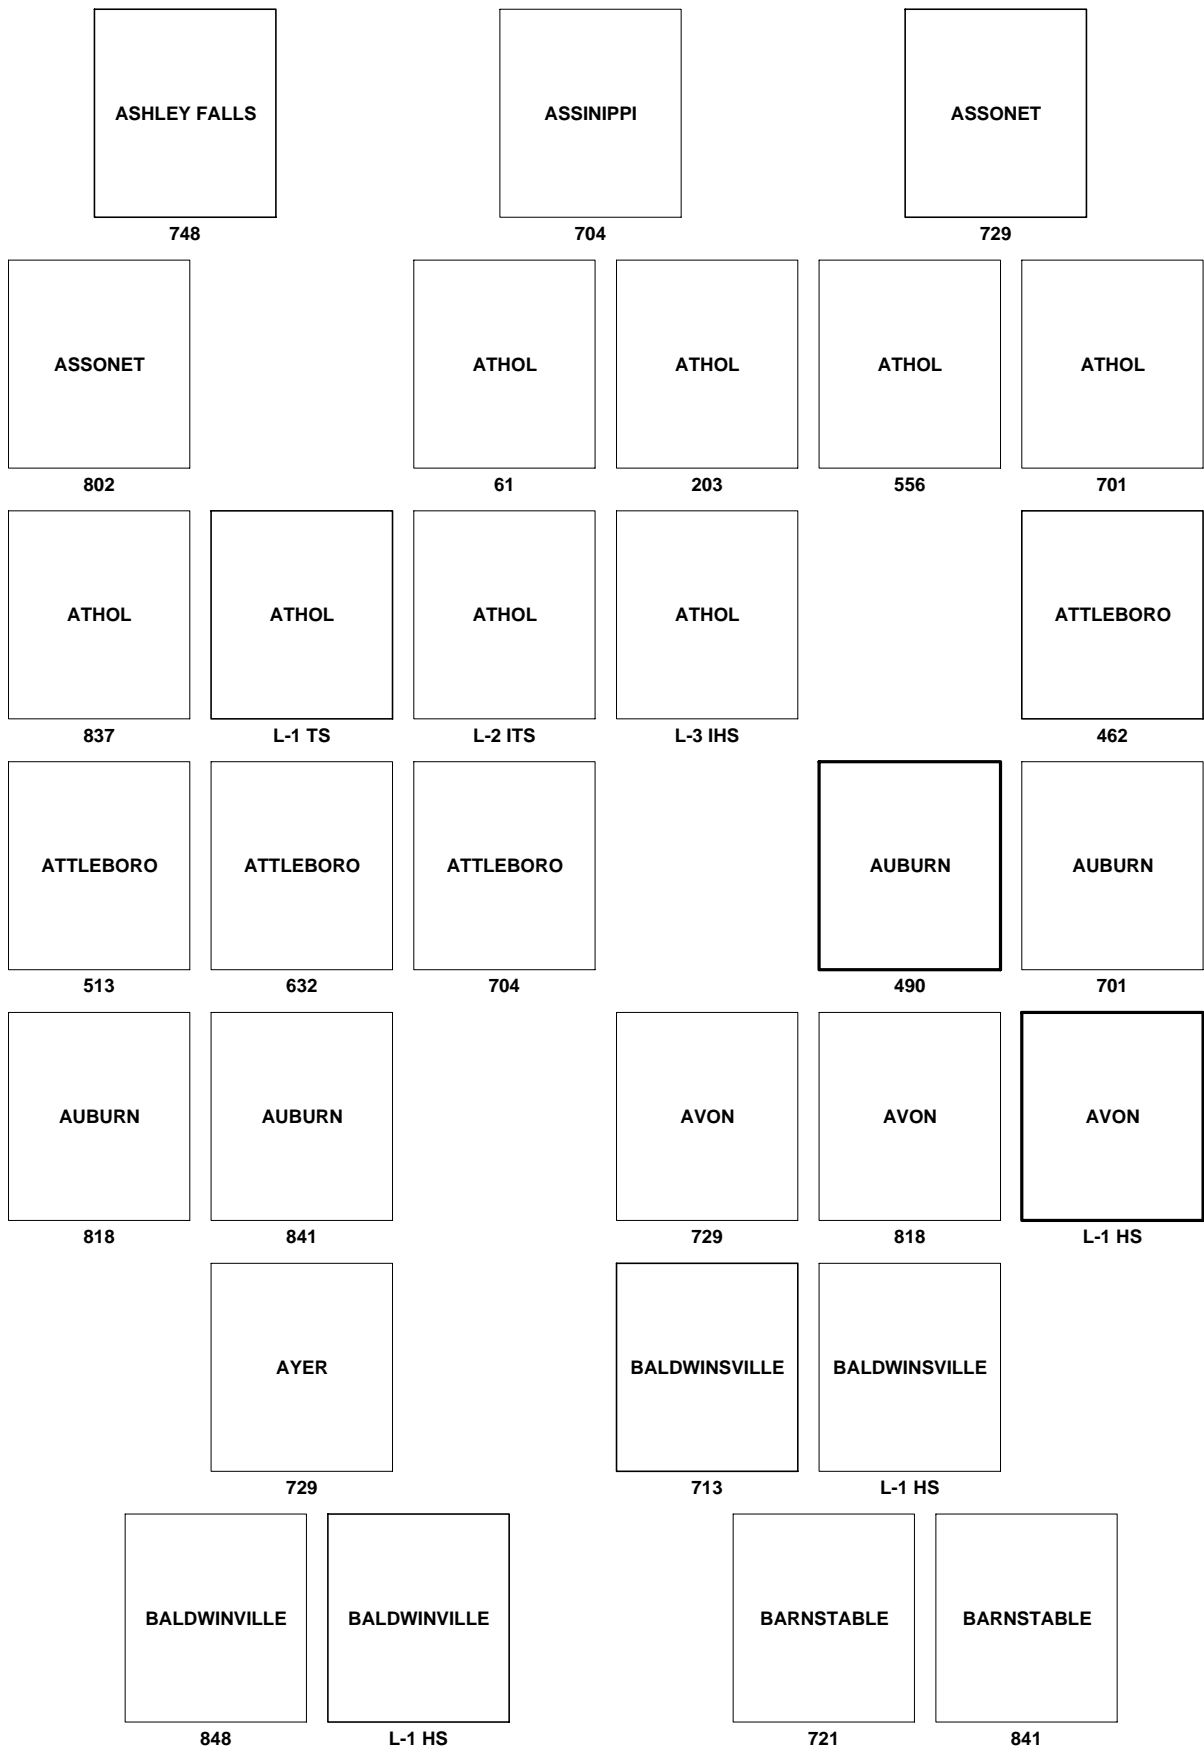 ASHLEY FALLS ASSINIPPI ASSONET
748 704 729
ASSONET ATHOL ATHOL ATHOL ATHOL
802 61 203 556 701
ATHOL ATHOL ATHOL ATHOL ATTLEBORO
837 L-1 TS L-2 ITS L-3 IHS 462
ATTLEBORO ATTLEBORO ATTLEBORO AUBURN AUBURN
513 632 704 490 701
AUBURN AUBURN AVON AVON AVON
818 841 729 818 L-1 HS
AYER BALDWINSVILLE BALDWINSVILLE
729 713 L-1 HS
BALDWINVILLE BALDWINVILLE BARNSTABLE BARNSTABLE
848 L-1 HS 721 841